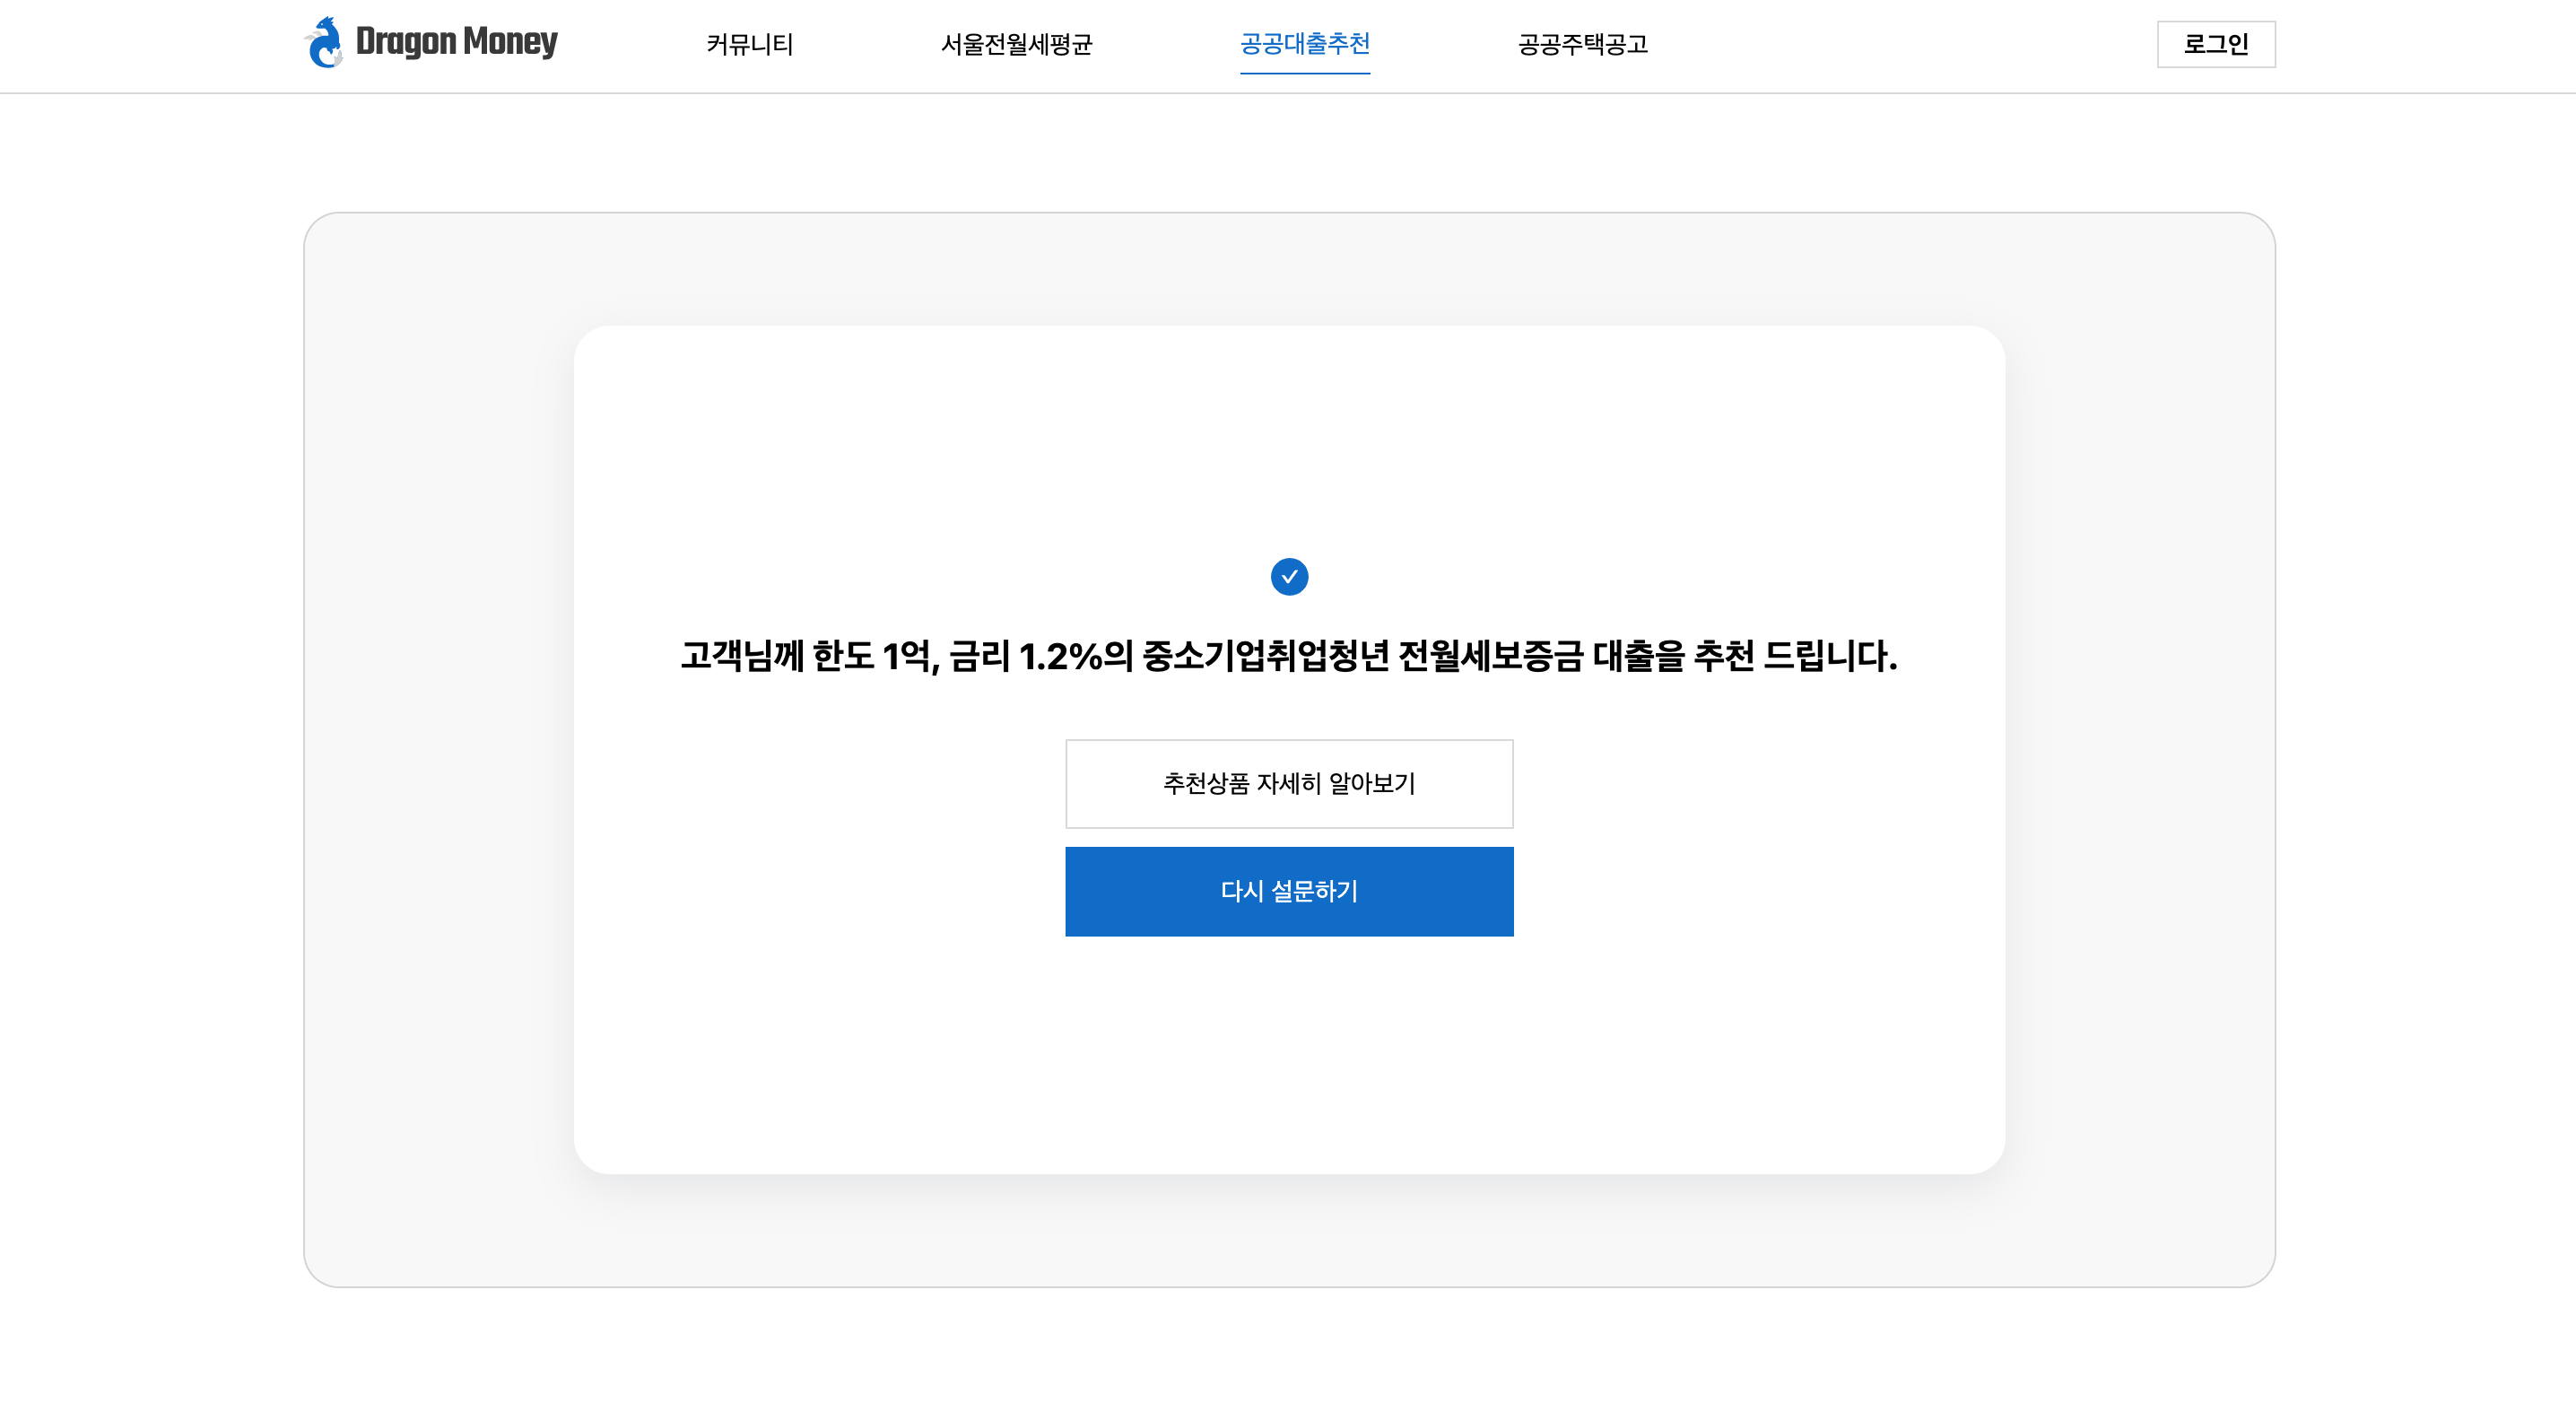 Dragon Money
커뮤니티
서울전월세평균
공공대출추천
공공주택공고
로그인
고객님께 한도 1억, 금리 1.2%의 중소기업취업청년 전월세보증금 대출을 추천 드립니다.
추천상품 자세히 알아보기
다시 설문하기